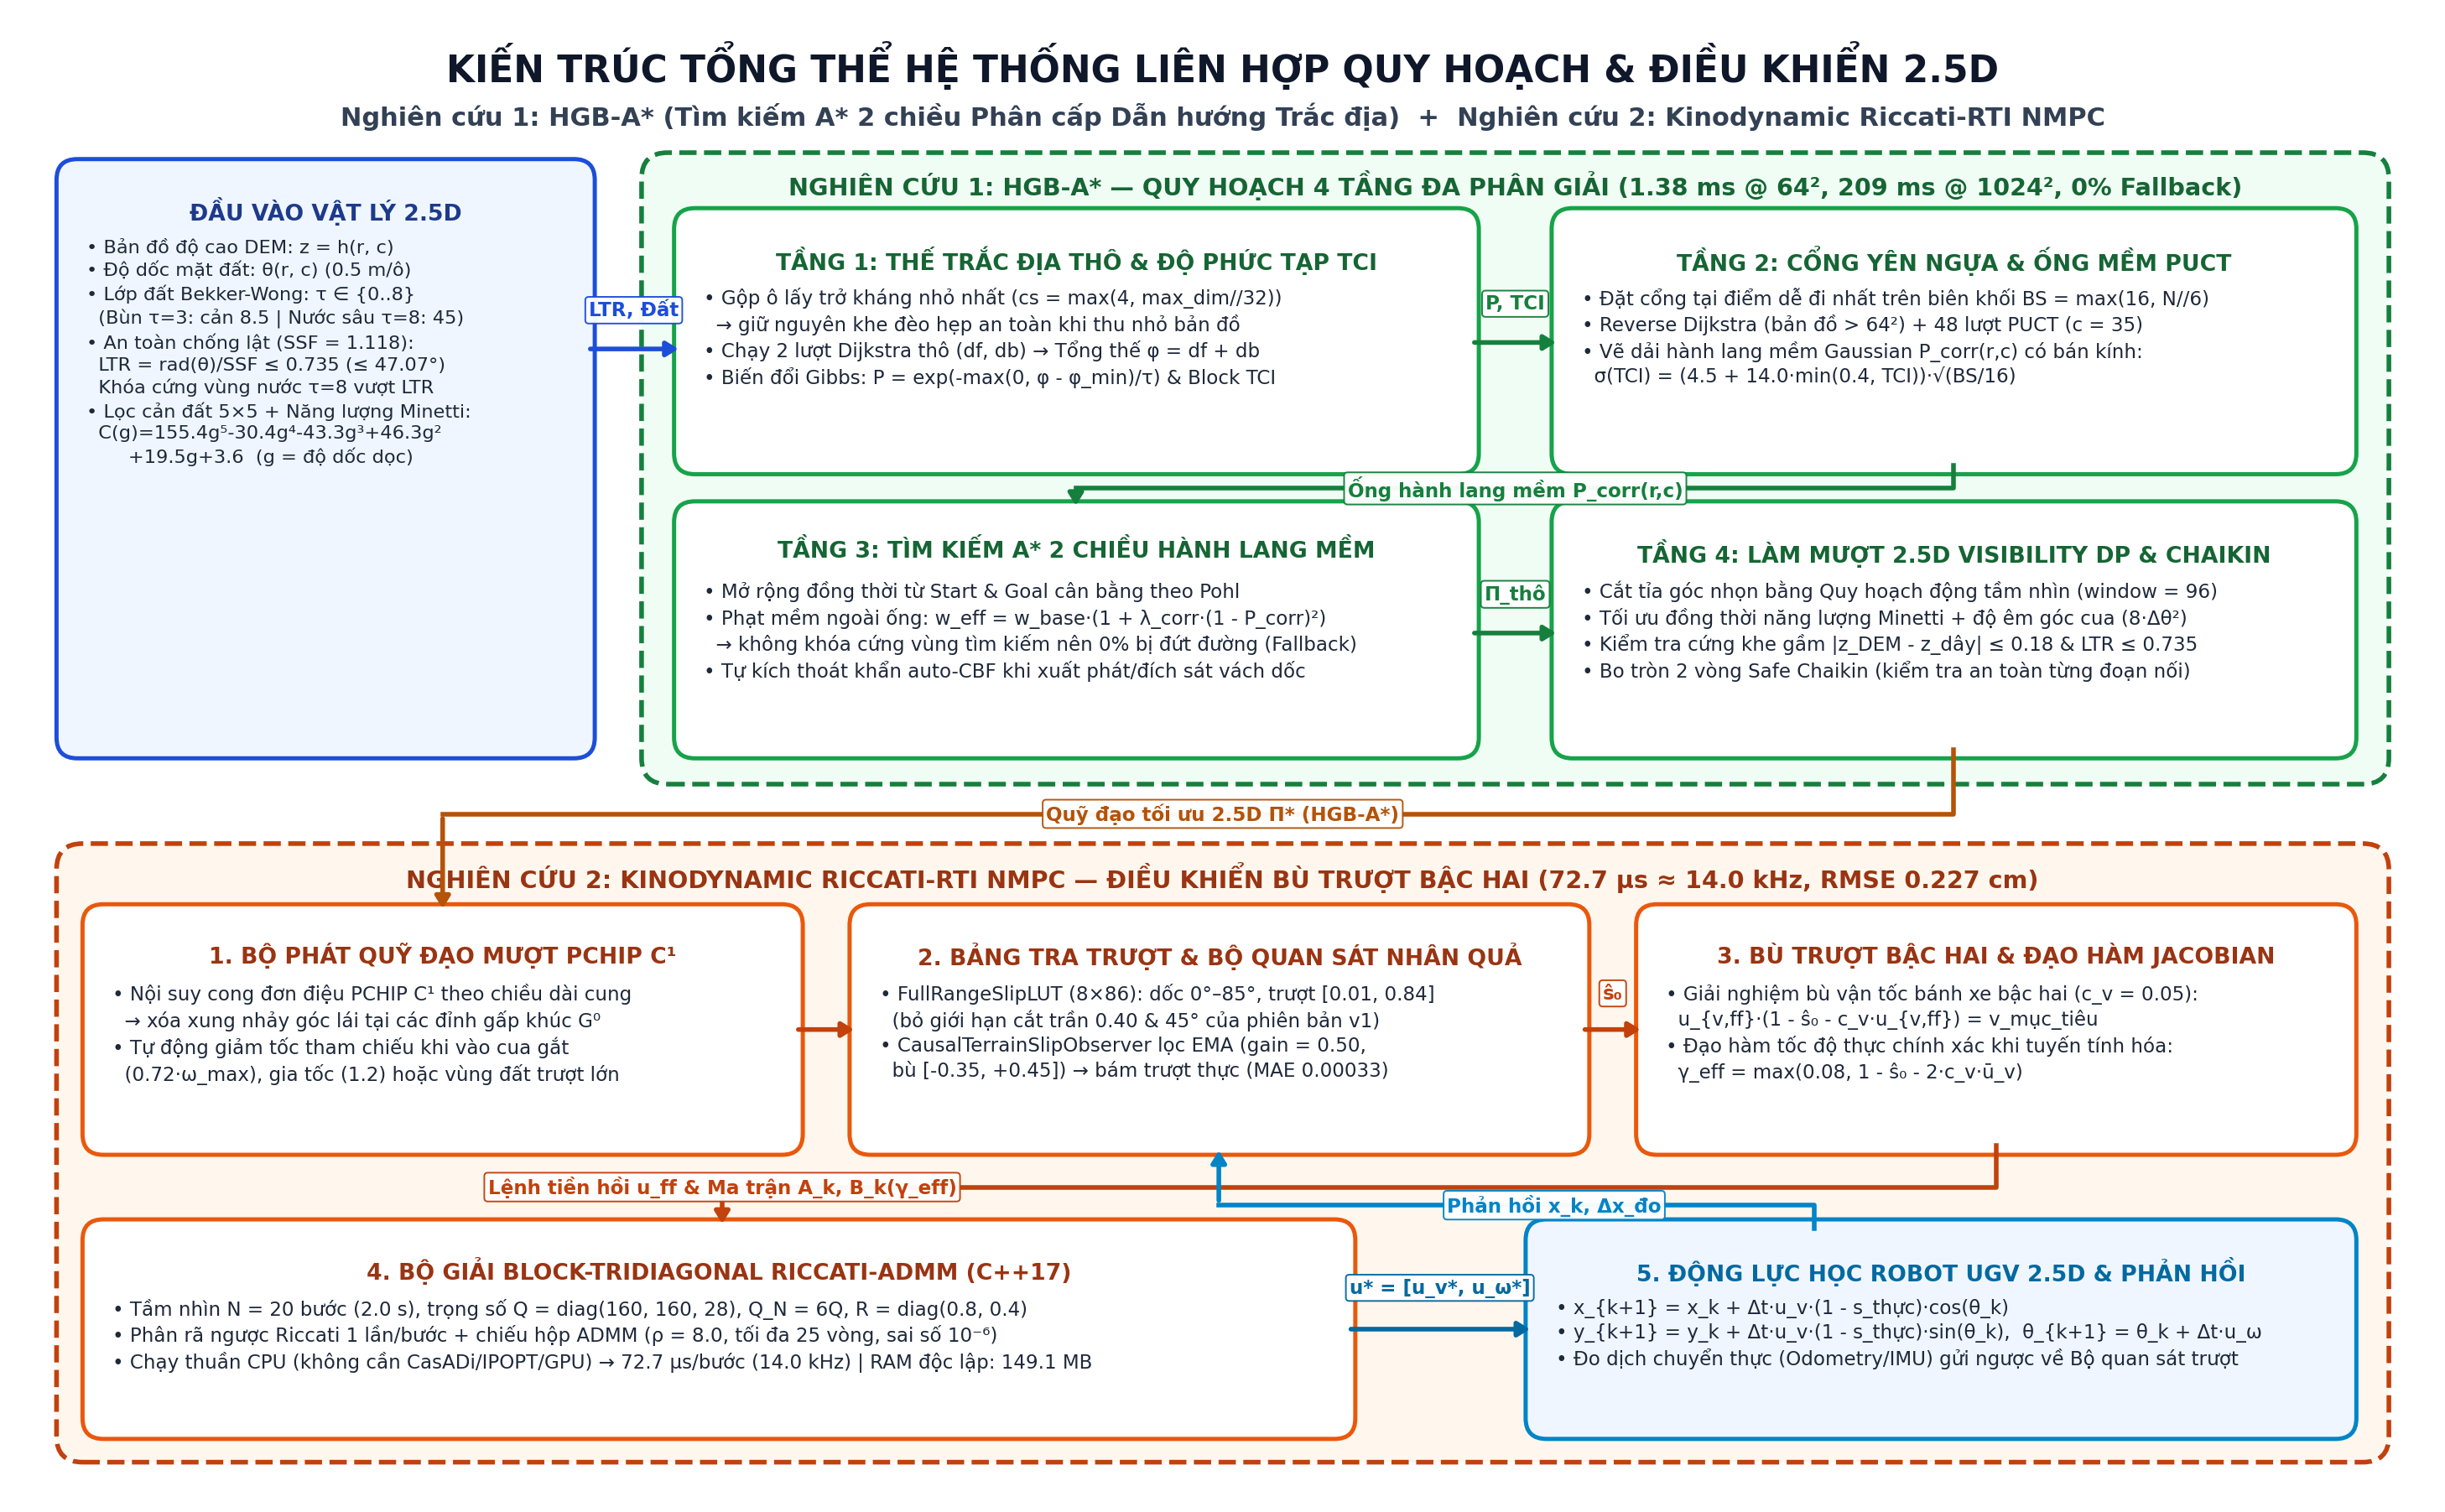 KIẾN TRÚC TỔNG THỂ HỆ THỐNG LIÊN HỢP QUY HOẠCH & ĐIỀU KHIỂN 2.5D
Nghiên cứu 1: HGB-A* (Tìm kiếm A* 2 chiều Phân cấp Dẫn hướng Trắc địa) + Nghiên cứu 2: Kinodynamic Riccati-RTI NMPC
ĐẦU VÀO VẬT LÝ 2.5D
• Bản đồ độ cao DEM: z = h(r, c)
• Độ dốc mặt đất: θ(r, c) (0.5 m/ô)
• Lớp đất Bekker-Wong: τ ∈ {0..8}
(Bùn τ=3: cản 8.5 | Nước sâu τ=8: 45)
• An toàn chống lật (SSF = 1.118):
LTR = rad(θ)/SSF ≤ 0.735 (≤ 47.07°)
Khóa cứng vùng nước τ=8 vượt LTR
• Lọc cản đất 5×5 + Năng lượng Minetti:
C(g)=155.4g⁵-30.4g⁴-43.3g³+46.3g²
+19.5g+3.6 (g = độ dốc dọc)
LTR, Đất
NGHIÊN CỨU 1: HGB-A* — QUY HOẠCH 4 TẦNG ĐA PHÂN GIẢI (1.38 ms @ 64², 209 ms @ 1024², 0% Fallback)
TẦNG 1: THẾ TRẮC ĐỊA THÔ & ĐỘ PHỨC TẠP TCI
• Gộp ô lấy trở kháng nhỏ nhất (cs = max(4, max_dim//32))
→ giữ nguyên khe đèo hẹp an toàn khi thu nhỏ bản đồ
• Chạy 2 lượt Dijkstra thô (df, db) → Tổng thế φ = df + db
• Biến đổi Gibbs: P = exp(-max(0, φ - φ_min)/τ) & Block TCI
P, TCI
TẦNG 2: CỔNG YÊN NGỰA & ỐNG MỀM PUCT
• Đặt cổng tại điểm dễ đi nhất trên biên khối BS = max(16, N//6)
• Reverse Dijkstra (bản đồ > 64²) + 48 lượt PUCT (c = 35)
• Vẽ dải hành lang mềm Gaussian P_corr(r,c) có bán kính:
σ(TCI) = (4.5 + 14.0·min(0.4, TCI))·√(BS/16)
Ống hành lang mềm P_corr(r,c)
TẦNG 3: TÌM KIẾM A* 2 CHIỀU HÀNH LANG MỀM
• Mở rộng đồng thời từ Start & Goal cân bằng theo Pohl
• Phạt mềm ngoài ống: w_eff = w_base·(1 + λ_corr·(1 - P_corr)²)
→ không khóa cứng vùng tìm kiếm nên 0% bị đứt đường (Fallback)
• Tự kích thoát khẩn auto-CBF khi xuất phát/đích sát vách dốc
Π_thô
TẦNG 4: LÀM MƯỢT 2.5D VISIBILITY DP & CHAIKIN
• Cắt tỉa góc nhọn bằng Quy hoạch động tầm nhìn (window = 96)
• Tối ưu đồng thời năng lượng Minetti + độ êm góc cua (8·Δθ²)
• Kiểm tra cứng khe gầm |z_DEM - z_dây| ≤ 0.18 & LTR ≤ 0.735
• Bo tròn 2 vòng Safe Chaikin (kiểm tra an toàn từng đoạn nối)
Quỹ đạo tối ưu 2.5D Π* (HGB-A*)
NGHIÊN CỨU 2: KINODYNAMIC RICCATI-RTI NMPC — ĐIỀU KHIỂN BÙ TRƯỢT BẬC HAI (72.7 µs ≈ 14.0 kHz, RMSE 0.227 cm)
1. BỘ PHÁT QUỸ ĐẠO MƯỢT PCHIP C¹
• Nội suy cong đơn điệu PCHIP C¹ theo chiều dài cung
→ xóa xung nhảy góc lái tại các đỉnh gấp khúc G⁰
• Tự động giảm tốc tham chiếu khi vào cua gắt
(0.72·ω_max), gia tốc (1.2) hoặc vùng đất trượt lớn
2. BẢNG TRA TRƯỢT & BỘ QUAN SÁT NHÂN QUẢ
• FullRangeSlipLUT (8×86): dốc 0°–85°, trượt [0.01, 0.84]
(bỏ giới hạn cắt trần 0.40 & 45° của phiên bản v1)
• CausalTerrainSlipObserver lọc EMA (gain = 0.50,
bù [-0.35, +0.45]) → bám trượt thực (MAE 0.00033)
ŝ₀
3. BÙ TRƯỢT BẬC HAI & ĐẠO HÀM JACOBIAN
• Giải nghiệm bù vận tốc bánh xe bậc hai (c_v = 0.05):
u_{v,ff}·(1 - ŝ₀ - c_v·u_{v,ff}) = v_mục_tiêu
• Đạo hàm tốc độ thực chính xác khi tuyến tính hóa:
γ_eff = max(0.08, 1 - ŝ₀ - 2·c_v·ū_v)
Lệnh tiền hồi u_ff & Ma trận A_k, B_k(γ_eff)
Phản hồi x_k, Δx_đo
4. BỘ GIẢI BLOCK-TRIDIAGONAL RICCATI-ADMM (C++17)
• Tầm nhìn N = 20 bước (2.0 s), trọng số Q = diag(160, 160, 28), Q_N = 6Q, R = diag(0.8, 0.4)
• Phân rã ngược Riccati 1 lần/bước + chiếu hộp ADMM (ρ = 8.0, tối đa 25 vòng, sai số 10⁻⁶)
• Chạy thuần CPU (không cần CasADi/IPOPT/GPU) → 72.7 µs/bước (14.0 kHz) | RAM độc lập: 149.1 MB
u* = [u_v*, u_ω*]
5. ĐỘNG LỰC HỌC ROBOT UGV 2.5D & PHẢN HỒI
• x_{k+1} = x_k + Δt·u_v·(1 - s_thực)·cos(θ_k)
• y_{k+1} = y_k + Δt·u_v·(1 - s_thực)·sin(θ_k), θ_{k+1} = θ_k + Δt·u_ω
• Đo dịch chuyển thực (Odometry/IMU) gửi ngược về Bộ quan sát trượt